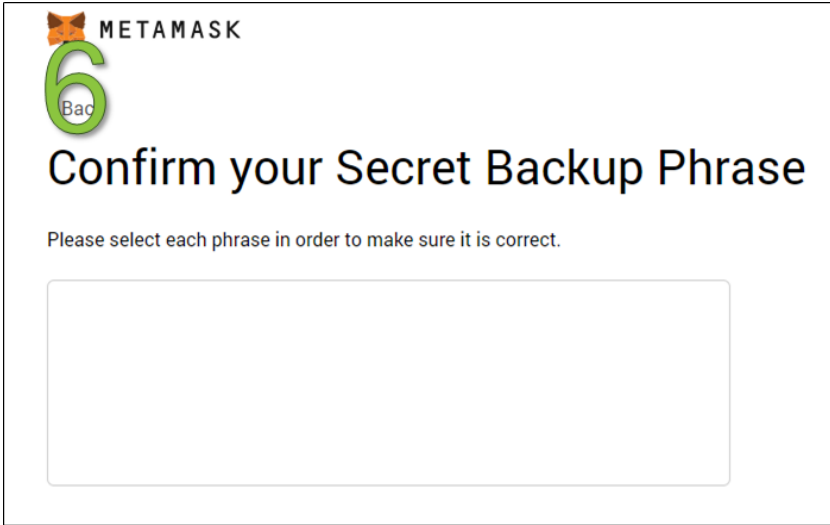 METAMASK
6
Bac
Confirm your Secret Backup Phrase
Please select each phrase in order to make sure it is correct.